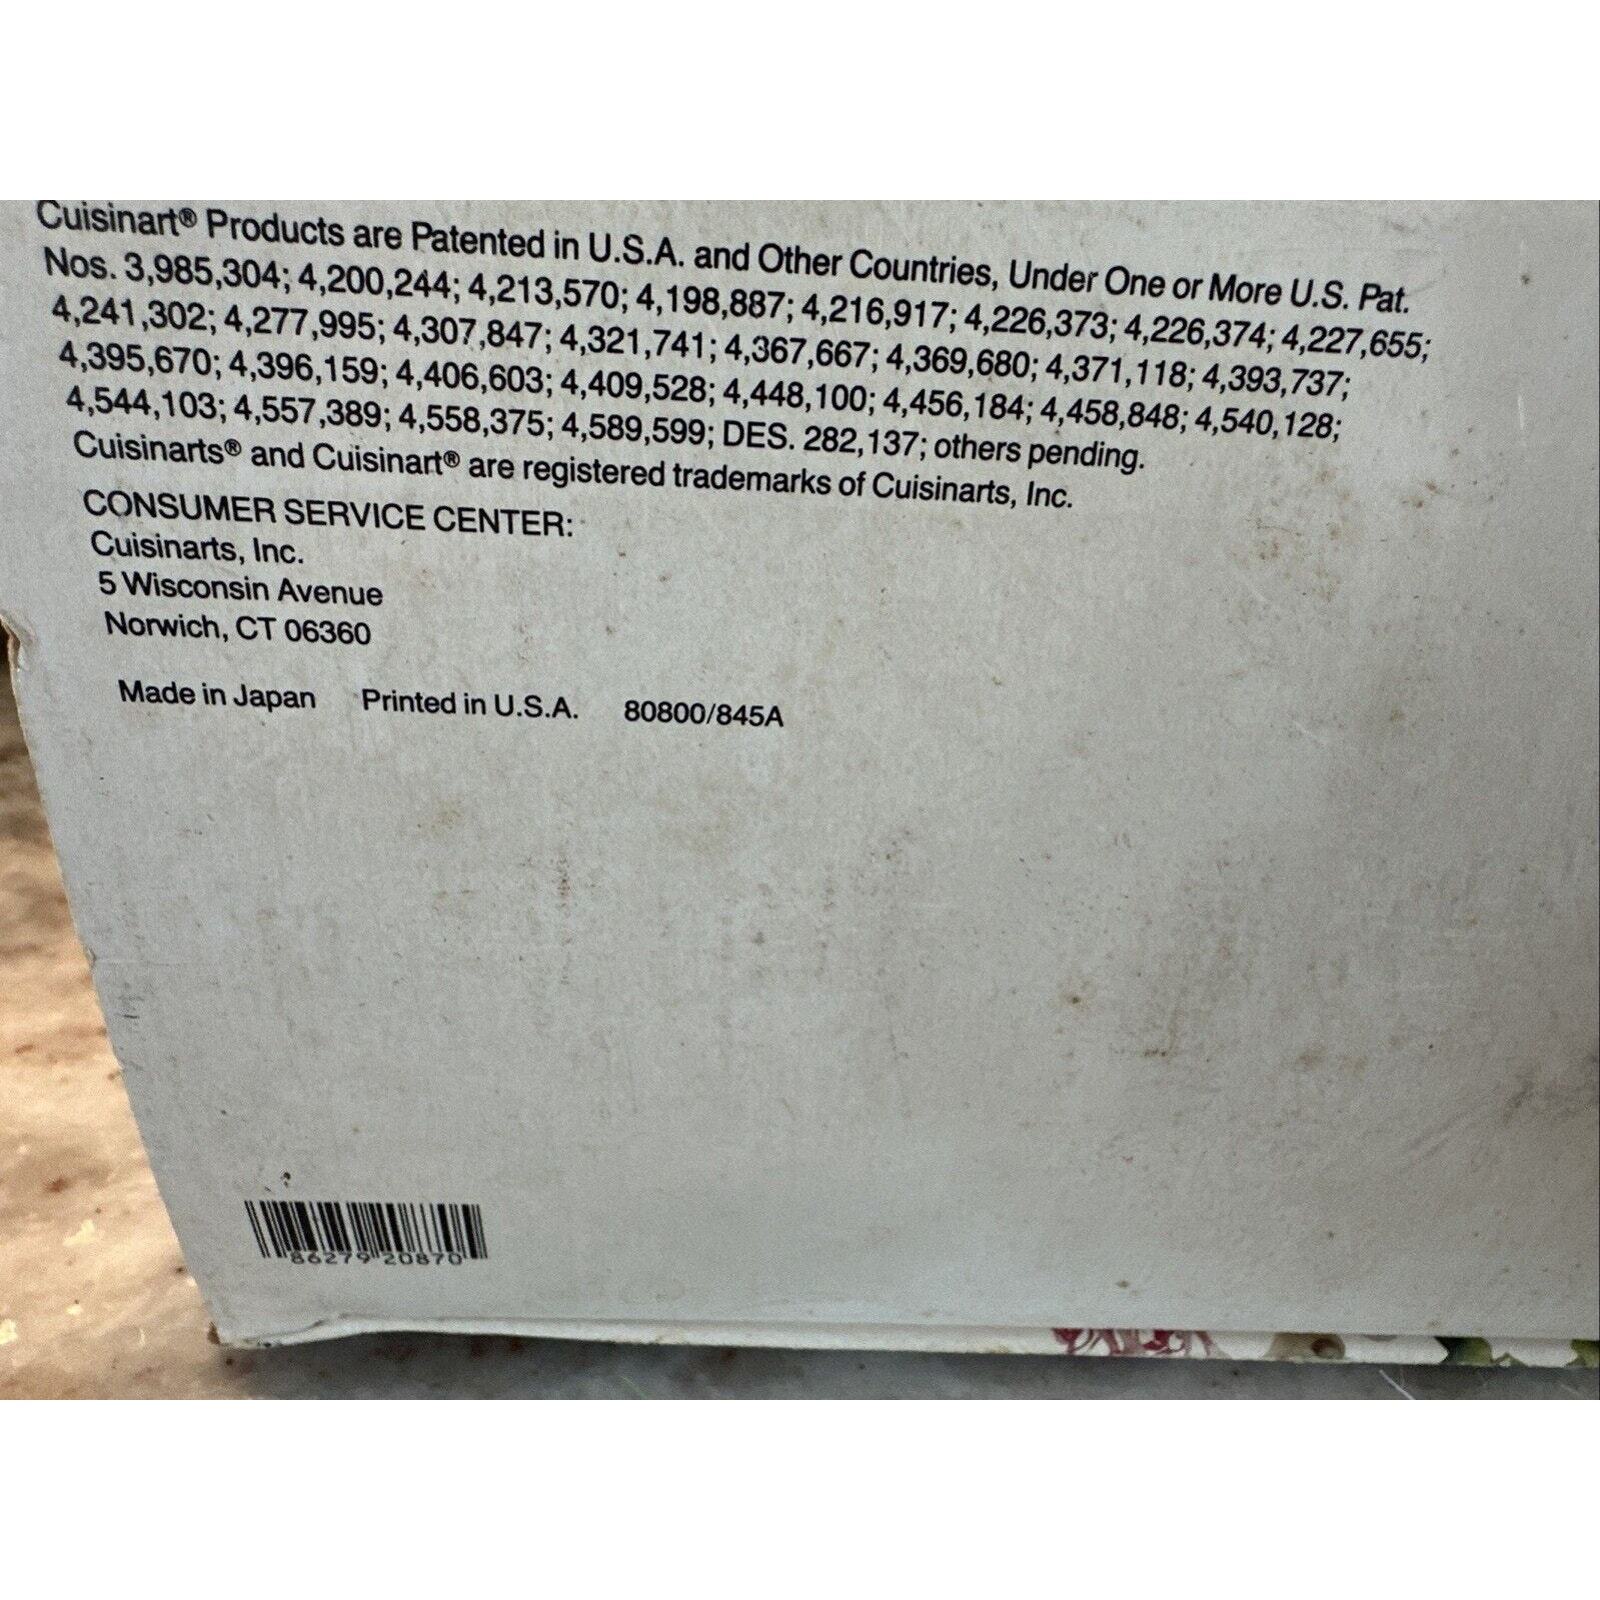 Cuisinart® Products are Patented in U.S.A. and Other Countries, Under One or More U.S. Pat.
Nos. 3,985,304; 4,200,244; 4,213,570; 4,198,887; 4,216,917; 4,226,373; 4,226,374; 4,227,655;
4,241,302; 4,277,995; 4,307,847; 4,321,741; 4,367,667; 4,369,680; 4,371,118; 4,393,737;
4,395,670; 4,396,159; 4,406,603; 4,409,528; 4,448,100; 4,456,184; 4,458,848; 4,540,128;
4,544,103; 4,557,389; 4,558,375; 4,589,599; DES. 282,137; others pending.
Cuisinarts® and Cuisinart® are registered trademarks of Cuisinarts, Inc.
CONSUMER SERVICE CENTER:
Cuisinarts, Inc.
5 Wisconsin Avenue
Norwich, CT 06360
Made in Japan Printed in U.S.A. 80800/845A
86279 20870